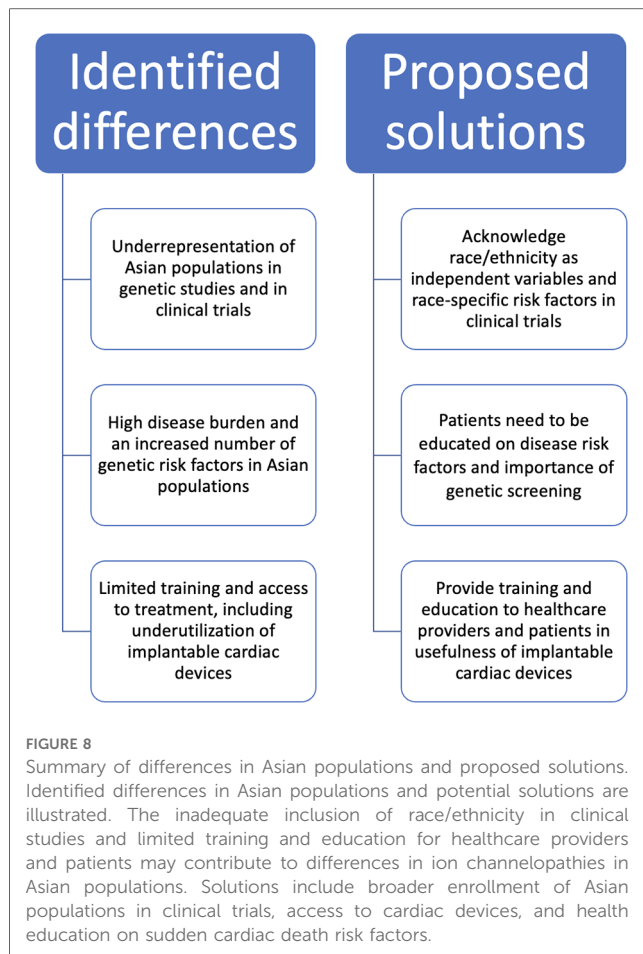 Identified
differences
Underrepresentation of
Asian populations in
genetic studies and in
clinical trials
High disease burden and
an increased number of
genetic risk factors in Asian
populations
Limited training and access
to treatment, including
underutilization of
implantable cardiac
devices
Proposed
solutions
Acknowledge
race/ethnicity as
independent variables and
race-specific risk factors in
clinical trials
Patients need to be
educated on disease risk
factors and importance of
genetic screening
Provide training and
education to healthcare
providers and patients in
usefulness of implantable
cardiac devices
FIGURE 8
Summary of differences in Asian populations and proposed solutions.
Identified differences in Asian populations and potential solutions are
illustrated. The inadequate inclusion of race/ethnicity in clinical
studies and limited training and education for healthcare providers
and patients may contribute to differences in ion channelopathies in
Asian populations. Solutions include broader enrollment of Asian
populations in clinical trials, access to cardiac devices, and health
education on sudden cardiac death risk factors.